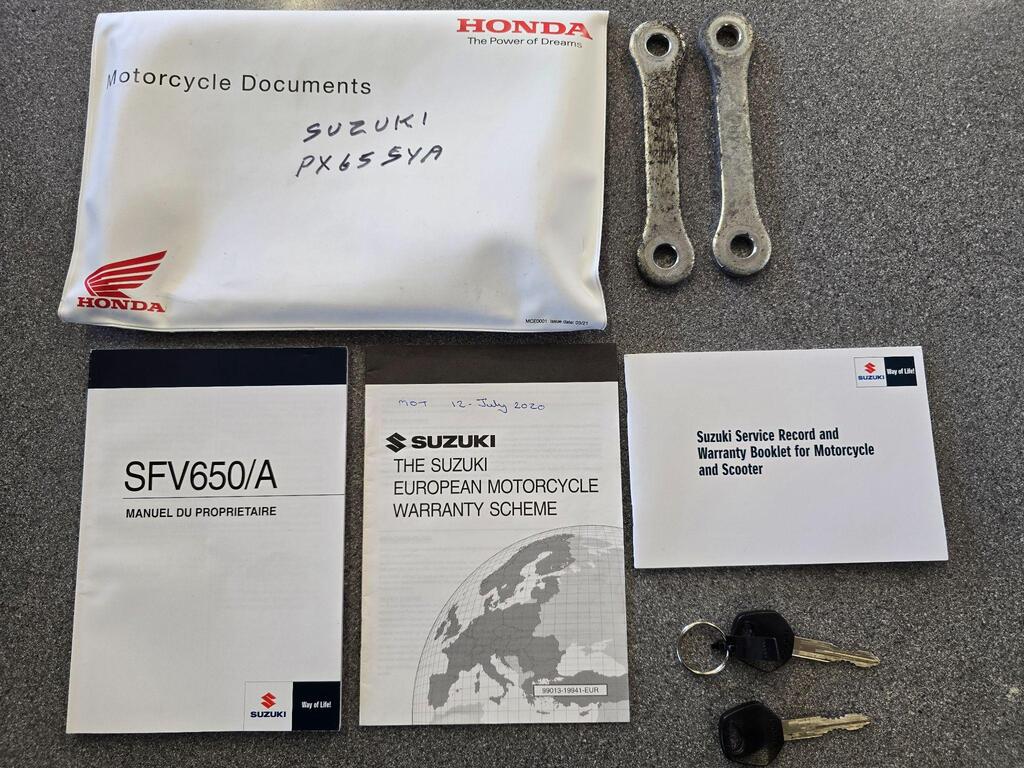 HONDA
The Power of Dreams
Motorcycle Documents
SUZUKI
PX65 SYA
HONDA
MCE0001 Issue date: 03/21
SFV650/A
MANUEL DU PROPRIETAIRE
SUZUKI
Way of Life!
MOT 12-July 2020
SUZUKI
THE SUZUKI
EUROPEAN MOTORCYCLE
WARRANTY SCHEME
99013-19941-EUR
SUZUKI
Way of Life!
Suzuki Service Record and
Warranty Booklet for Motorcycle
and Scooter